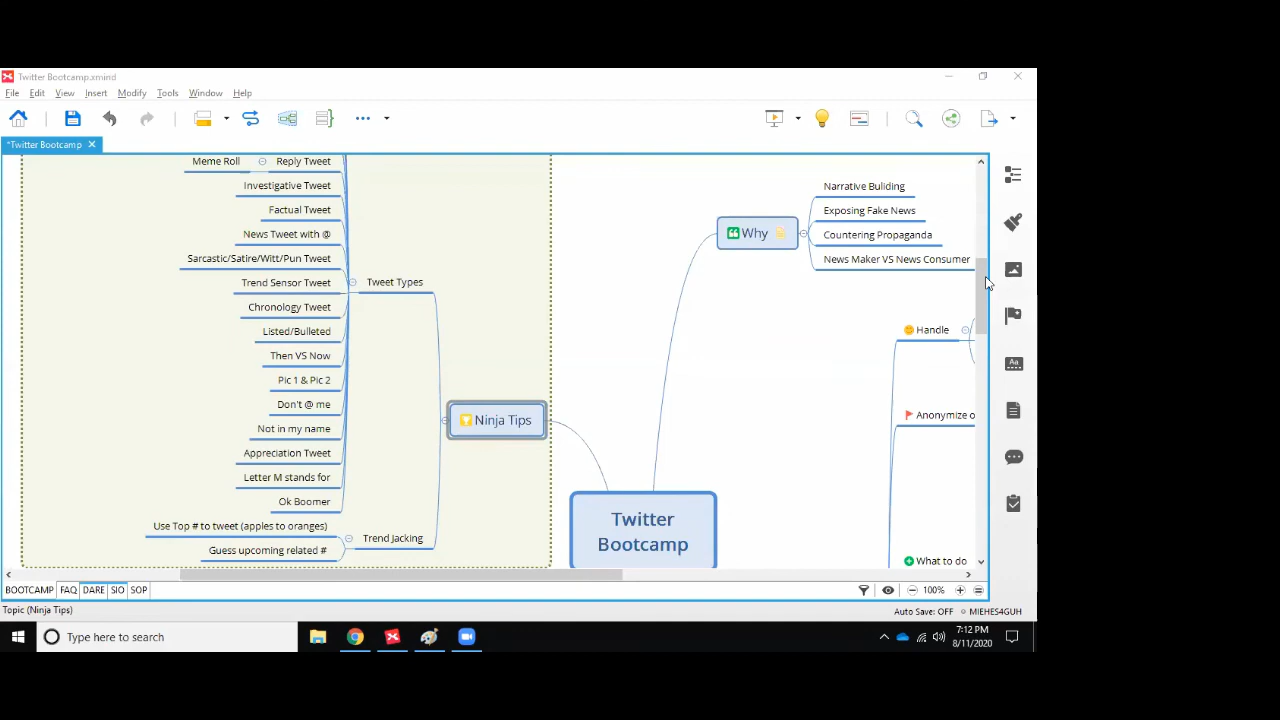 Twitter Bootcamp.xmind
File Edit View Insert Modify Tools Window Help
*Twitter Bootcamp
Meme Roll
Reply Tweet
Investigative Tweet
Factual Tweet
News Tweet with @
Sarcastic/Satire/Witt/Pun Tweet
Trend Sensor Tweet
Chronology Tweet
Listed/Bulleted
Then VS Now
Pic 1 & Pic 2
Don't @ me
Not in my name
Appreciation Tweet
Letter M stands for
Ok Boomer
Tweet Types
Use Top # to tweet (apples to oranges)
Guess upcoming related #
Trend Jacking
Ninja Tips
Twitter
Bootcamp
Why
Narrative Buliding
Exposing Fake News
Countering Propaganda
News Maker VS News Consumer
Handle
Anonymize o
What to do
BOOTCAMP FAQ DARE SIO SOP
100%
Topic (Ninja Tips)
Auto Save: OFF MIEHES4GUH
Type here to search
7:12 PM
8/11/2020